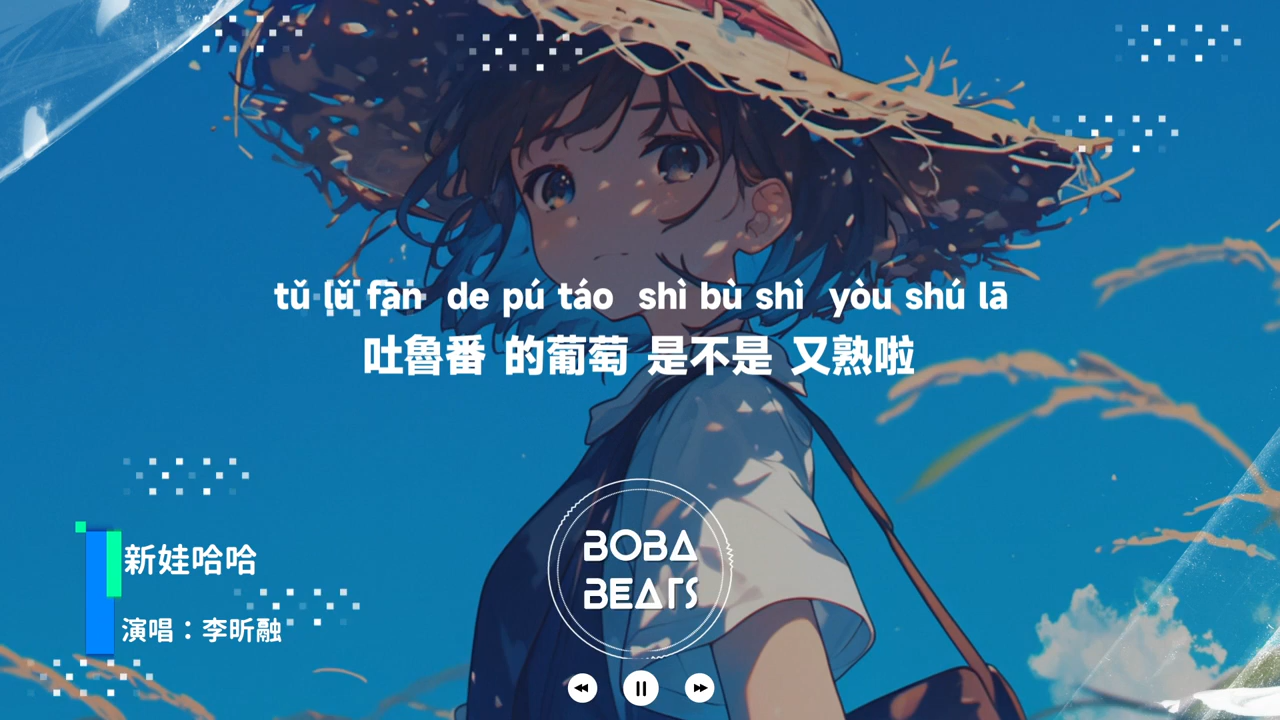 tǔ lǔ fān de pú táo shì bù shì yòu shú lā
吐魯番 的葡萄 是不是 又熟啦
BOBA
BEATS
新娃哈哈
演唱：李昕融